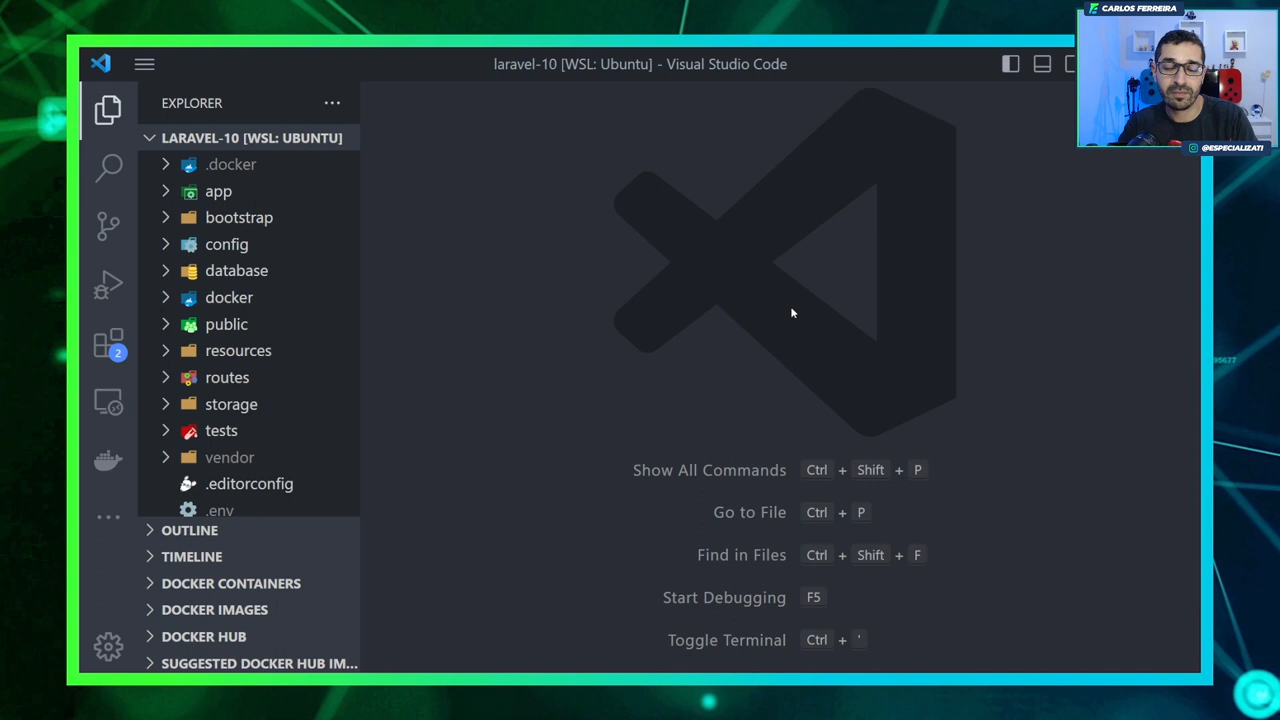 CARLOS FERREIRA
laravel-10 [WSL: Ubuntu] - Visual Studio Code
EXPLORER
LARAVEL-10 [WSL: UBUNTU]
@ESPECIALIZATI
.docker
app
bootstrap
config
database
docker
public
resources
routes
storage
tests
vendor
.editorconfig
.env
OUTLINE
TIMELINE
DOCKER CONTAINERS
DOCKER IMAGES
DOCKER HUB
SUGGESTED DOCKER HUB IM...
2
Show All Commands Ctrl + Shift + P
Go to File Ctrl + P
Find in Files Ctrl + Shift + F
Start Debugging F5
Toggle Terminal Ctrl + '
95677